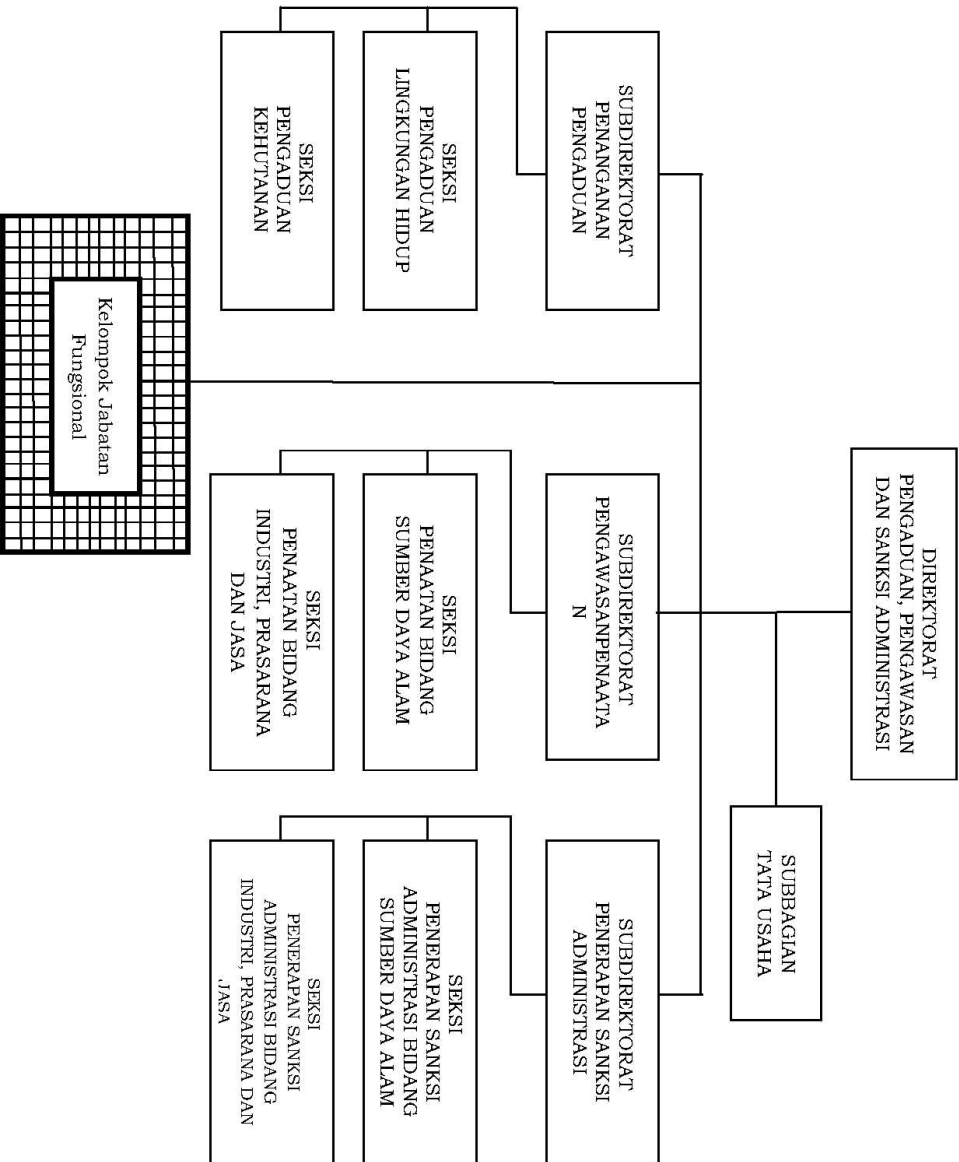 DIREKTORAT
PENGADUAN, PENGAWASAN
DAN SANKSI ADMINISTRASI
SUBBAGIAN
TATA USAHA
SUBDIREKTORAT
PENANGANAN
PENGADUAN
SUBDIREKTORAT
PENGAWASANPENAATA
N
SUBDIREKTORAT
PENERAPAN SANKSI
ADMINISTRASI
SEKSI
PENGADUAN
LINGKUNGAN HIDUP
SEKSI
PENAATAN BIDANG
SUMBER DAYA ALAM
SEKSI
PENERAPAN SANKSI
ADMINISTRASI BIDANG
SUMBER DAYA ALAM
SEKSI
PENGADUAN
KEHUTANAN
SEKSI
PENAATAN BIDANG
INDUSTRI, PRASARANA
DAN JASA
SEKSI
PENERAPAN SANKSI
ADMINISTRASI BIDANG
INDUSTRI, PRASARANA DAN
JASA
Kelompok Jabatan
Fungsional